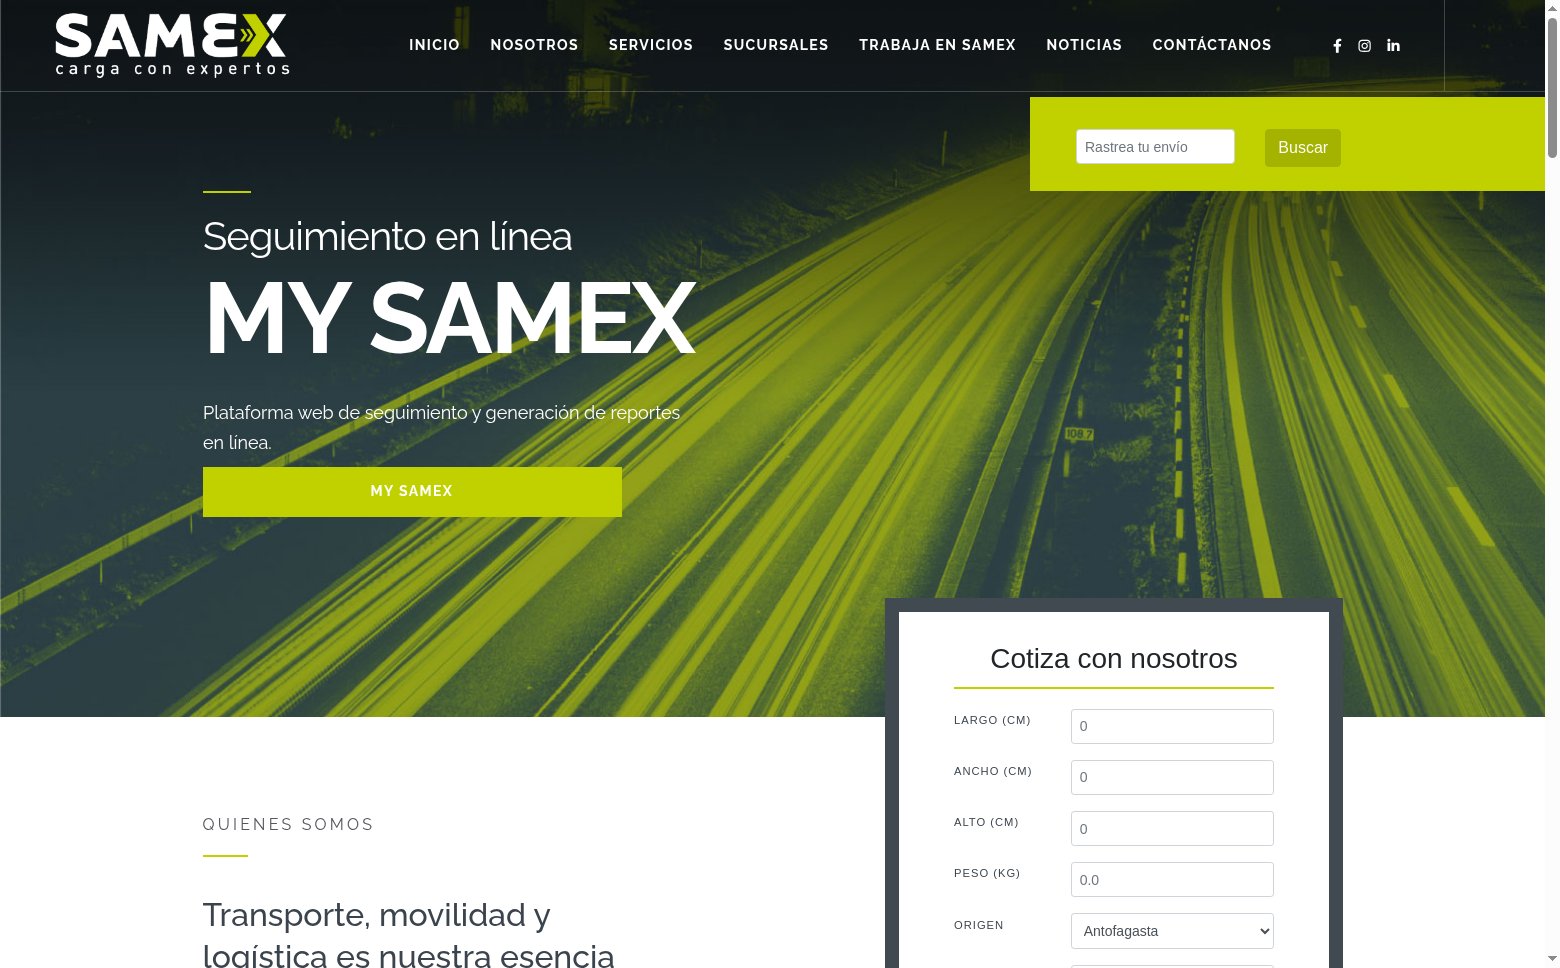 SAMEX
carga con expertos
INICIO
NOSOTROS
SERVICIOS
SUCURSALES
TRABAJA EN SAMEX
NOTICIAS
CONTÁCTANOS
Rastrea tu envío
Buscar
Seguimiento en línea
MY SAMEX
Plataforma web de seguimiento y generación de reportes
en línea.
MY SAMEX
108.7
Cotiza con nosotros
LARGO (CM)
0
ANCHO (CM)
0
ALTO (CM)
0
PESO (KG)
0.0
ORIGEN
Antofagasta
QUIENES SOMOS
Transporte, movilidad y
logística es nuestra esencia